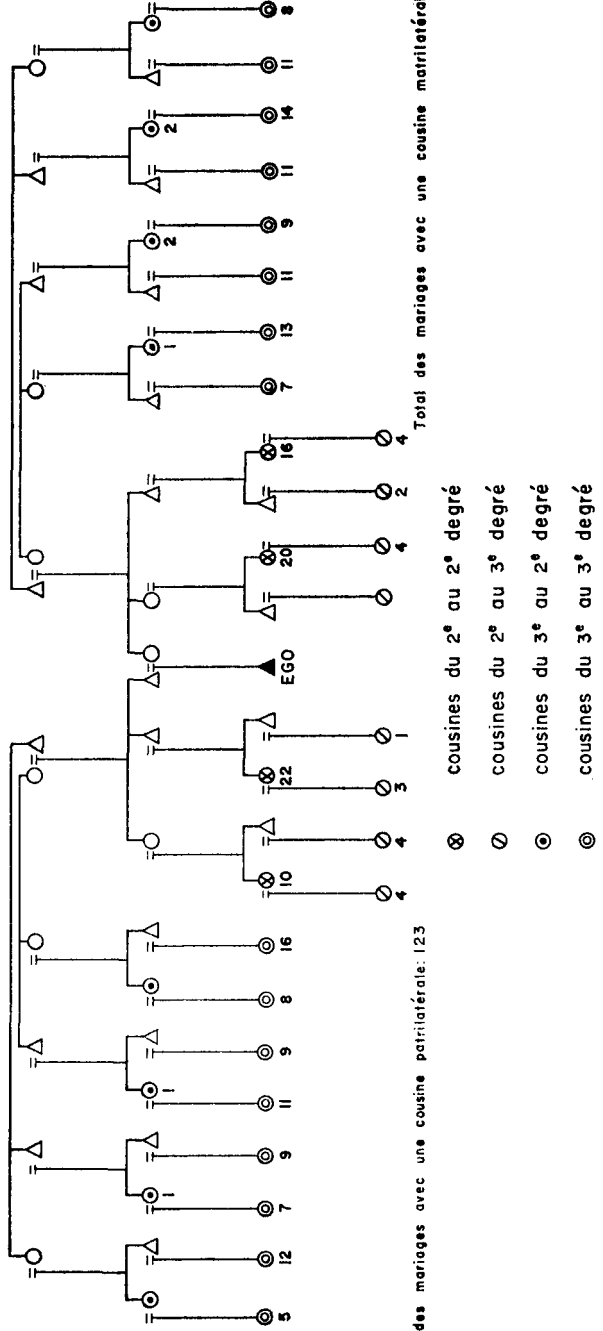 1 1 1 2 2
5 12 7 9 11 9 8 16 10 22 EGO 20 16 7 13 11 9 11 14 11 8
4 4 3 1 4 2 4
des mariages avec une cousine patrilatérale: 123
Total des mariages avec une cousine
cousines du 2e au 2e degré
cousines du 2e au 3e degré
cousines du 3e au 2e degré
cousines du 3e au 3e degré